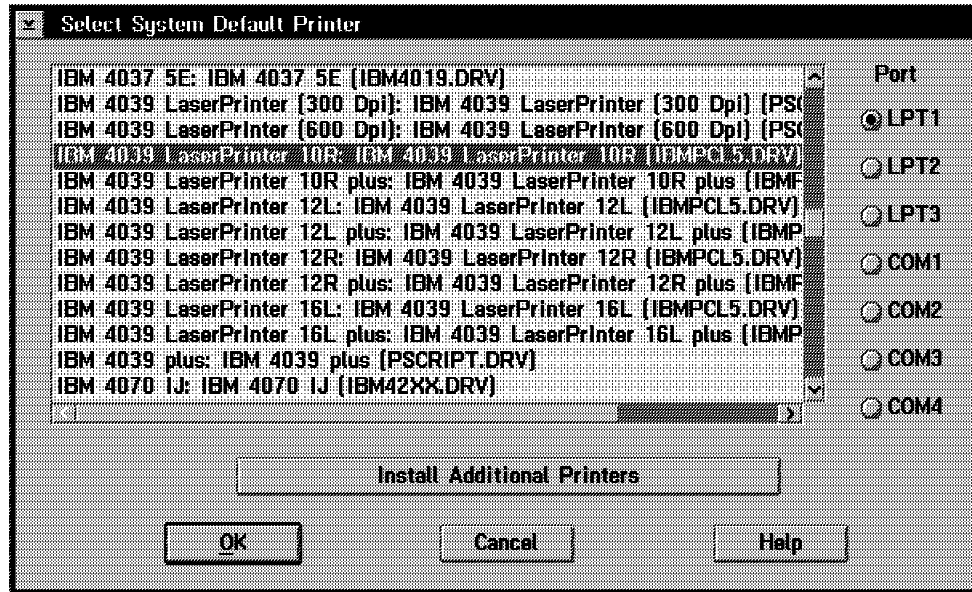 Select System Default Printer
IBM 4037 5E: IBM 4037 5E (IBM4019.DRV)
IBM 4039 LaserPrinter (300 Dpi): IBM 4039 LaserPrinter (300 Dpi) (PS
IBM 4039 LaserPrinter (600 Dpi): IBM 4039 LaserPrinter (600 Dpi) (PS
IBM 4039 LaserPrinter 10R: IBM 4039 LaserPrinter 10R (IBMPCL5.DRV)
IBM 4039 LaserPrinter 10R plus: IBM 4039 LaserPrinter 10R plus (IBM
IBM 4039 LaserPrinter 12L: IBM 4039 LaserPrinter 12L (IBMPCL5.DRV)
IBM 4039 LaserPrinter 12L plus: IBM 4039 LaserPrinter 12L plus (IBMP
IBM 4039 LaserPrinter 12R: IBM 4039 LaserPrinter 12R (IBMPCL5.DRV)
IBM 4039 LaserPrinter 12R plus: IBM 4039 LaserPrinter 12R plus (IBM
IBM 4039 LaserPrinter 16L: IBM 4039 LaserPrinter 16L (IBMPCL5.DRV)
IBM 4039 LaserPrinter 16L plus: IBM 4039 LaserPrinter 16L plus (IBMP
IBM 4039 plus: IBM 4039 plus (PSCRIPT.DRV)
IBM 4070 IJ: IBM 4070 IJ (IBM42XX.DRV)
Port
LPT1
LPT2
LPT3
COM1
COM2
COM3
COM4
Install Additional Printers
OK
Cancel
Help